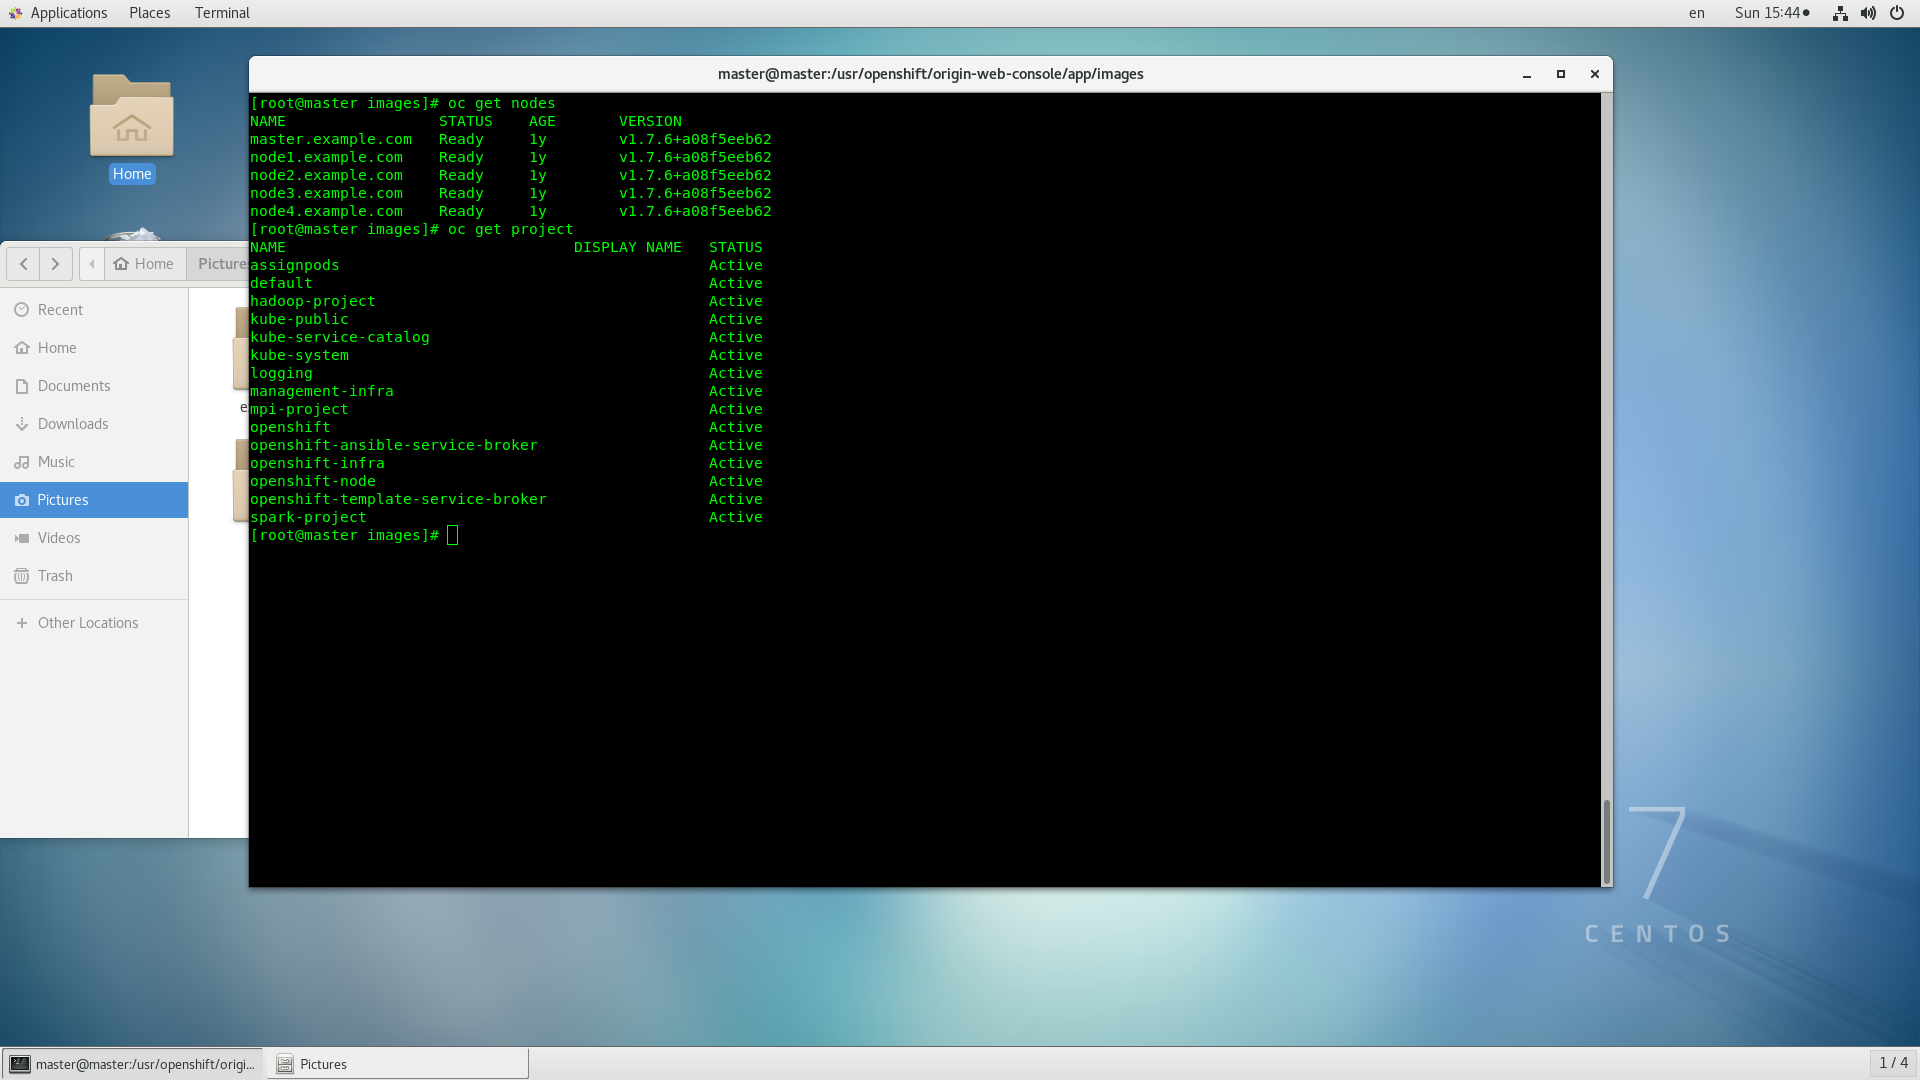 Applications Places Terminal en Sun 15:44
master@master:/usr/openshift/origin-web-console/app/images
Home
[root@master images]# oc get nodes
NAME STATUS AGE VERSION
master.example.com Ready 1y v1.7.6+a08f5eeb62
node1.example.com Ready 1y v1.7.6+a08f5eeb62
node2.example.com Ready 1y v1.7.6+a08f5eeb62
node3.example.com Ready 1y v1.7.6+a08f5eeb62
node4.example.com Ready 1y v1.7.6+a08f5eeb62
[root@master images]# oc get project
NAME DISPLAY NAME STATUS
assignpods Active
default Active
hadoop-project Active
kube-public Active
kube-service-catalog Active
kube-system Active
logging Active
management-infra Active
mpi-project Active
openshift Active
openshift-ansible-service-broker Active
openshift-infra Active
openshift-node Active
openshift-template-service-broker Active
spark-project Active
[root@master images]#
Home Pictures
Recent
Home
Documents
Downloads
Music
Pictures
Videos
Trash
Other Locations
7
CENTOS
master@master:/usr/openshift/origi... Pictures 1 / 4